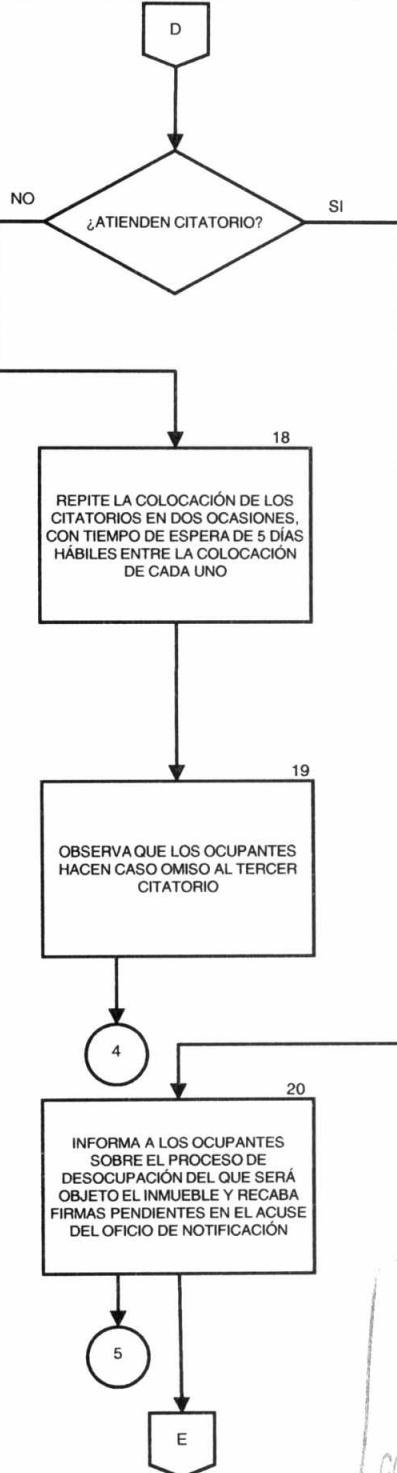 D
NO
¿ATIENDEN CITATORIO?
SI
18
REPITE LA COLOCACIÓN DE LOS
CITATORIOS EN DOS OCASIONES,
CON TIEMPO DE ESPERA DE 5 DÍAS
HÁBILES ENTRE LA COLOCACIÓN
DE CADA UNO
19
OBSERVA QUE LOS OCUPANTES
HACEN CASO OMISO AL TERCER
CITATORIO
4
20
INFORMA A LOS OCUPANTES
SOBRE EL PROCESO DE
DESOCUPACIÓN DEL QUE SERÁ
OBJETO EL INMUEBLE Y RECABA
FIRMAS PENDIENTES EN EL ACUSE
DEL OFICIO DE NOTIFICACIÓN
5
E